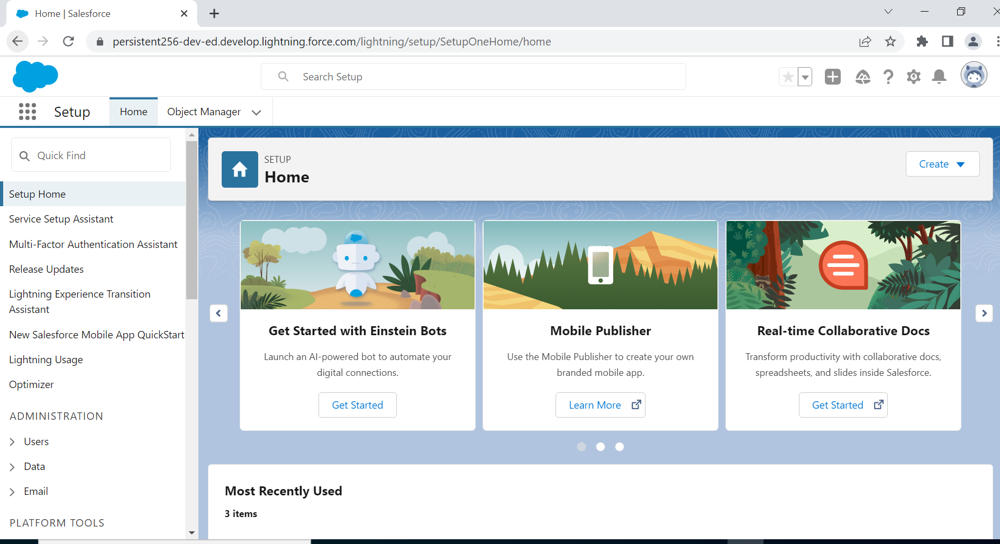 Home | Salesforce
persistent256-dev-ed.develop.lightning.force.com/lightning/setup/SetupOneHome/home
Search Setup
Setup
Home
Object Manager
Quick Find
Setup Home
Service Setup Assistant
Multi-Factor Authentication Assistant
Release Updates
Lightning Experience Transition
Assistant
New Salesforce Mobile App QuickStart
Lightning Usage
Optimizer
ADMINISTRATION
Users
Data
Email
PLATFORM TOOLS
SETUP
Home
Create
Get Started with Einstein Bots
Launch an AI-powered bot to automate your
digital connections.
Get Started
Mobile Publisher
Use the Mobile Publisher to create your own
branded mobile app.
Learn More
Real-time Collaborative Docs
Transform productivity with collaborative docs,
spreadsheets, and slides inside Salesforce.
Get Started
Most Recently Used
3 items